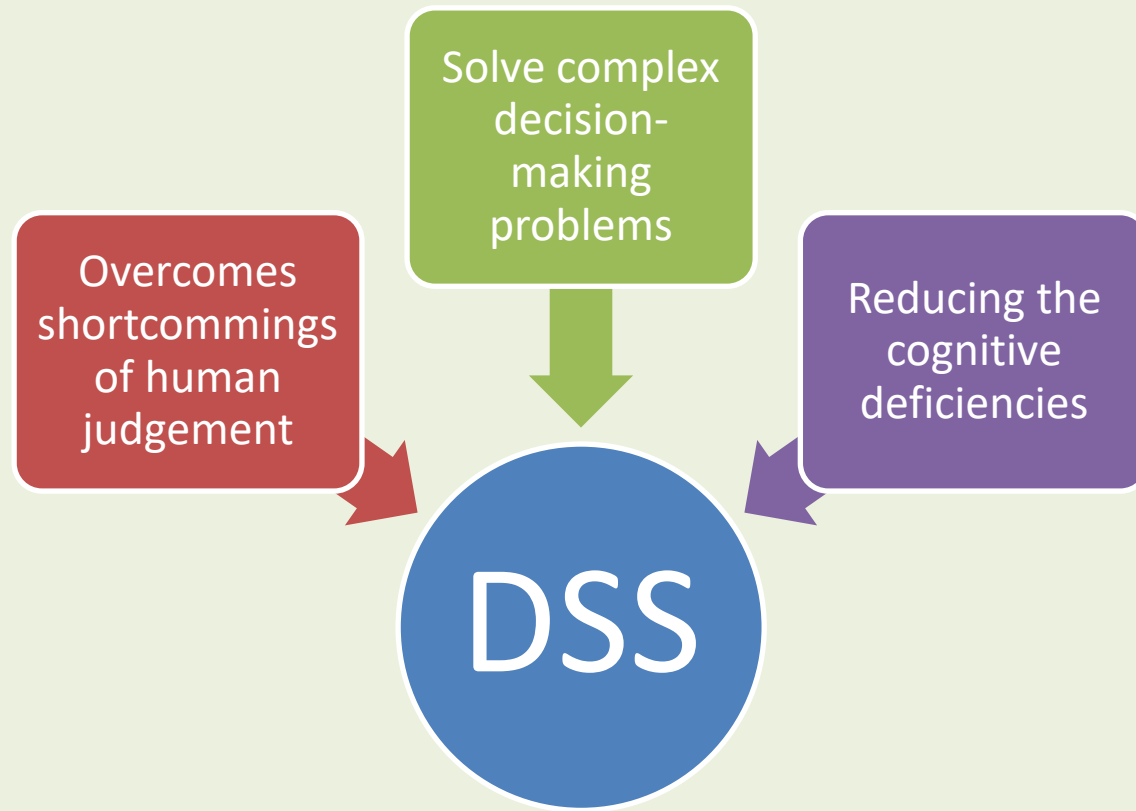 Solve complex
decision-
making
problems
Overcomes
shortcommings
of human
judgement
Reducing the
cognitive
deficiencies
DSS